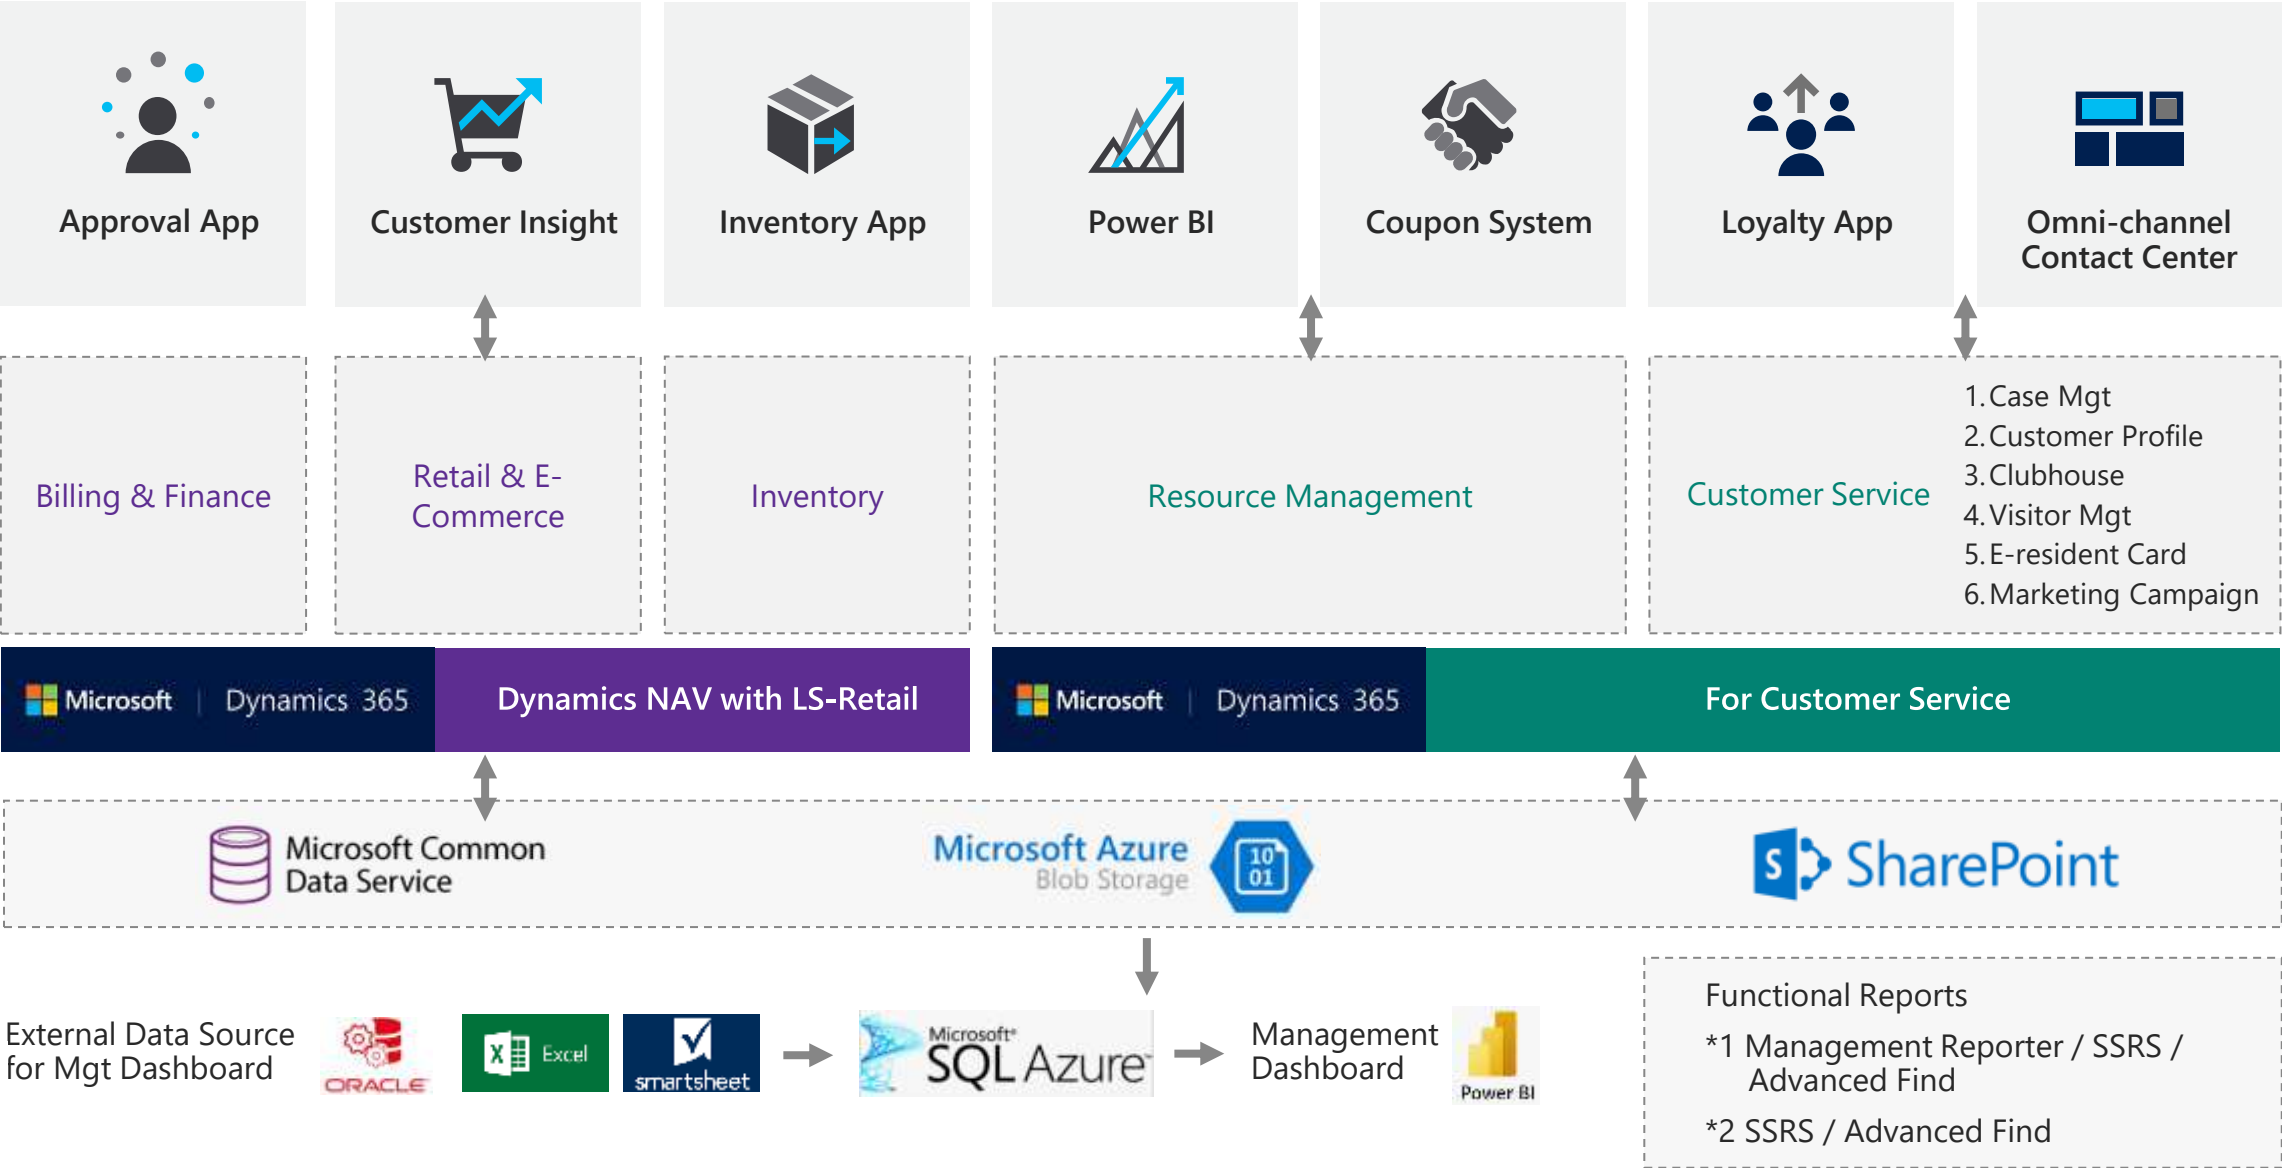 Approval App
Customer Insight
Inventory App
Power BI
Coupon System
Loyalty App
Omni-channel
Contact Center
Billing & Finance
Retail & E-
Commerce
Inventory
Resource Management
Customer Service
1. Case Mgt
2. Customer Profile
3. Clubhouse
4. Visitor Mgt
5. E-resident Card
6. Marketing Campaign
Microsoft | Dynamics 365
Dynamics NAV with LS-Retail
Microsoft | Dynamics 365
For Customer Service
Microsoft Common
Data Service
Microsoft Azure
Blob Storage
10
01
S
SharePoint
External Data Source
for Mgt Dashboard
ORACLE
X
Excel
smartsheet
Microsoft®
SQL Azure™
Management
Dashboard
Power BI
Functional Reports
*1 Management Reporter / SSRS /
Advanced Find
*2 SSRS / Advanced Find